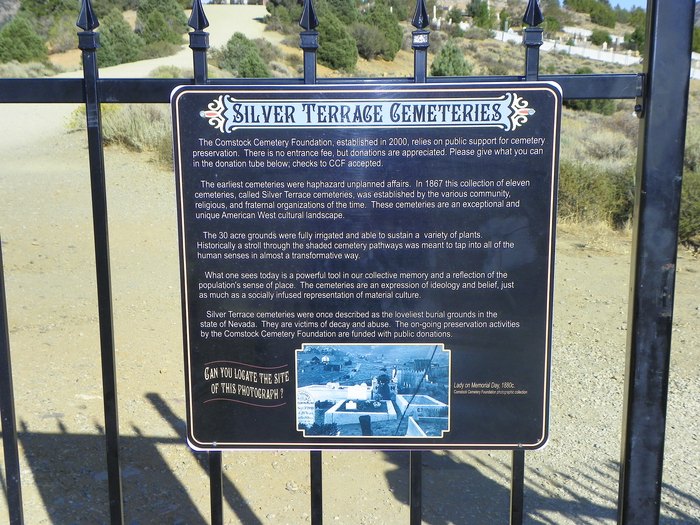 SILVER TERRACE CEMETERIES
The Comstock Cemetery Foundation, established in 2000, relies on public support for cemetery
preservation. There is no entrance fee, but donations are appreciated. Please give what you can
in the donation tube below; checks to CCF accepted.
The earliest cemeteries were haphazard unplanned affairs. In 1867 this collection of eleven
cemeteries, called Silver Terrace cemeteries, was established by the various community,
religious, and fraternal organizations of the time. These cemeteries are an exceptional and
unique American West cultural landscape.
The 30 acre grounds were fully irrigated and able to sustain a variety of plants.
Historically a stroll through the shaded cemetery pathways was meant to tap into all of the
human senses in almost a transformative way.
What one sees today is a powerful tool in our collective memory and a reflection of the
population's sense of place. The cemeteries are an expression of ideology and belief, just
as much as a socially infused representation of material culture.
Silver Terrace cemeteries were once described as the loveliest burial grounds in the
state of Nevada. They are victims of decay and abuse. The on-going preservation activities
by the Comstock Cemetery Foundation are funded with public donations.
CAN YOU LOCATE THE SITE
OF THIS PHOTOGRAPH?
Lady on Memorial Day, 1880c.
Comstock Cemetery Foundation photographic collection